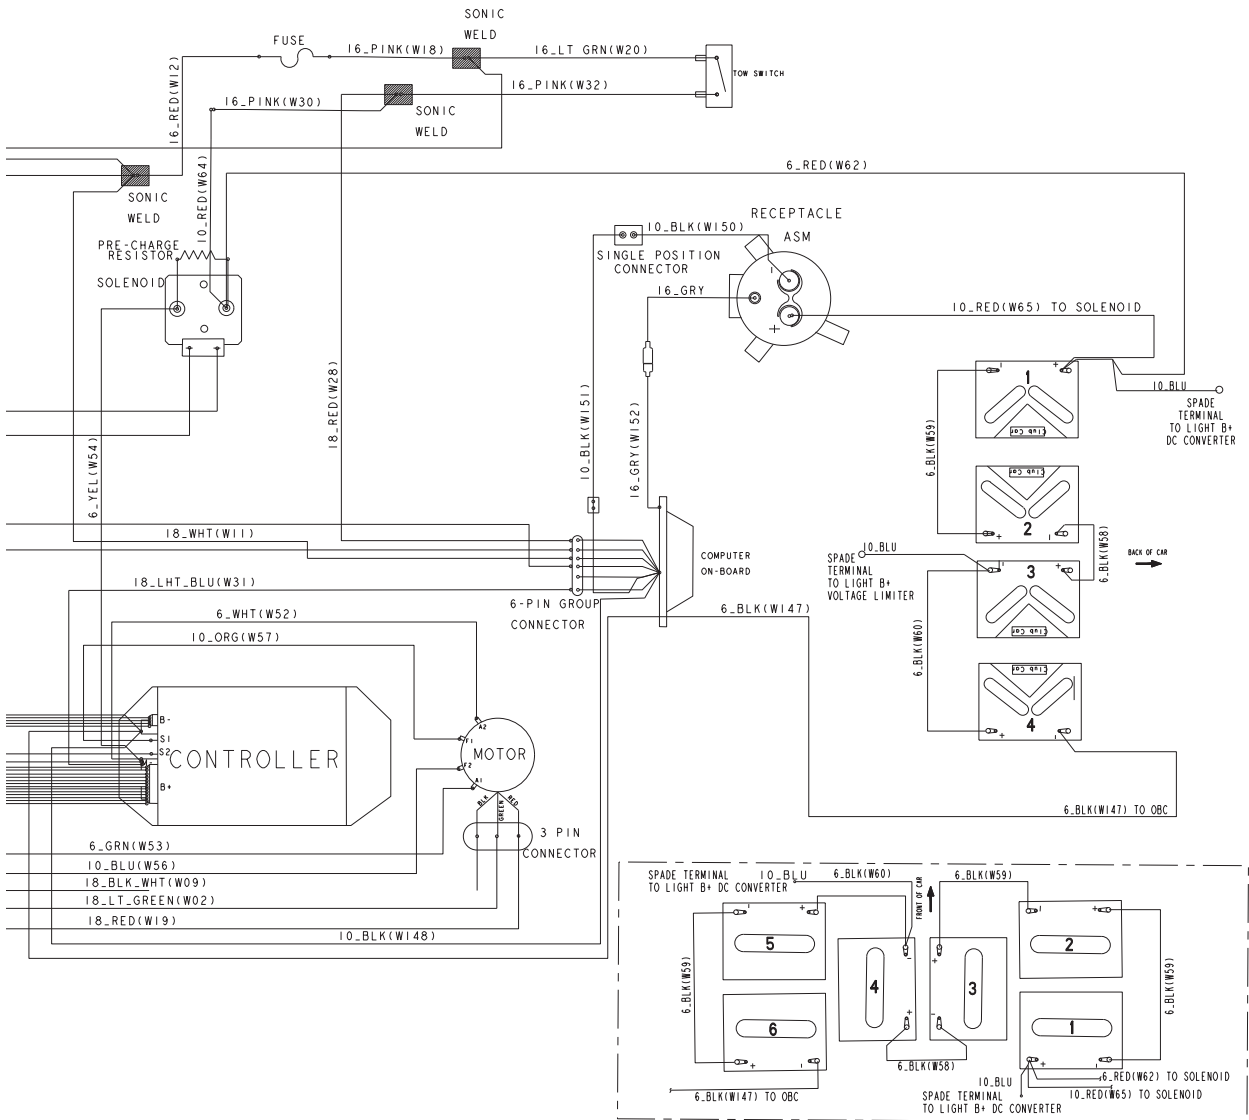 SONIC
WELD
FUSE
16_PINK(W18)
16_LT GRN(W20)
TOW SWITCH
16_RED(W12)
16_PINK(W30)
16_PINK(W32)
SONIC
WELD
6_RED(W62)
10_RED(W64)
SONIC
WELD
PRE-CHARGE
RESISTOR
SOLENOID
RECEPTACLE
ASM
10_BLK(W150)
SINGLE POSITION
CONNECTOR
16_GRY
-
+
10_RED(W65) TO SOLENOID
18_RED(W28)
10_BLK(W151)
16_GRY(W152)
6_YEL(W54)
- +
1
Club Car
10_BLU
SPADE
TERMINAL
TO LIGHT B+
DC CONVERTER
6_BLK(W59)
Club Car
2
+ -
6_BLK(W58)
BACK OF CAR
18_WHT(W11)
COMPUTER
ON-BOARD
10_BLU
SPADE
TERMINAL
TO LIGHT B+
VOLTAGE LIMITER
- +
3
Club Car
18_LHT_BLU(W31)
6-PIN GROUP
CONNECTOR
6_BLK(W147)
6_WHT(W52)
10_ORG(W57)
6_BLK(W60)
Club Car
4
+ -
B-
S1
S2
B+
CONTROLLER
A2
F1
MOTOR
F2
A1
BLK
GREEN
RED
3 PIN
CONNECTOR
6_BLK(W147) TO OBC
6_GRN(W53)
10_BLU(W56)
18_BLK_WHT(W09)
18_LT_GREEN(W02)
18_RED(W19)
10_BLK(W148)
SPADE TERMINAL
TO LIGHT B+ DC CONVERTER
10_BLU
6_BLK(W60)
FRONT OF CAR
6_BLK(W59)
- +
5
- +
2
6_BLK(W59)
-
4
+
+
3
-
6_BLK(W59)
6
+ -
1
+ -
6_BLK(W58)
6_BLK(W147) TO OBC
10_BLU
SPADE TERMINAL
TO LIGHT B+ DC CONVERTER
6_RED(W62) TO SOLENOID
10_RED(W65) TO SOLENOID